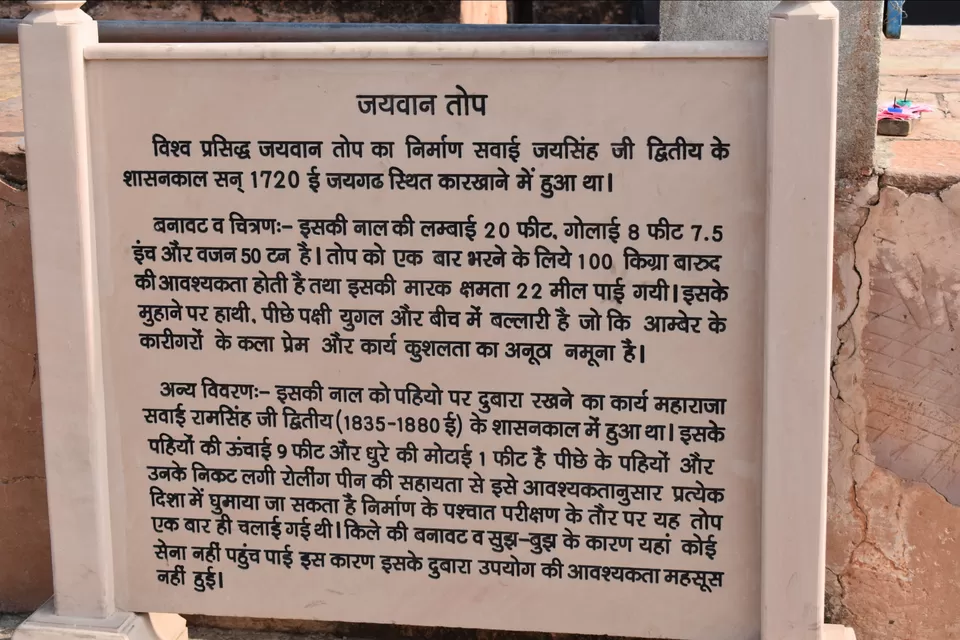 जयवान तोप
विश्व प्रसिद्ध जयवान तोप का निर्माण सवाई जयसिंह जी द्वितीय के
शासनकाल सन् 1720 ई जयगढ स्थित कारखाने में हुआ था।
बनावट व चित्रणः- इसकी नाल की लम्बाई 20 फीट, गोलाई 8 फीट 7.5
इंच और वजन 50 टन है। तोप को एक बार भरने के लिये 100 किग्रा बारुद
की आवश्यकता होती है तथा इसकी मारक क्षमता 22 मील पाई गयी। इसके
मुहाने पर हाथी, पीछे पक्षी युगल और बीच में बल्लारी है जो कि आम्बेर के
कारीगरों के कला प्रेम और कार्य कुशलता का अनूठा नमूना है।
अन्य विवरणः- इसकी नाल को पहियो पर दुबारा रखने का कार्य महाराजा
सवाई रामसिंह जी द्वितीय (1835-1880 ई) के शासनकाल में हुआ था। इसके
पहियों की ऊंचाई 9 फीट और धुरे की मोटाई 1 फीट है पीछे के पहियों और
उनके निकट लगी रोलींग पीन की सहायता से इसे आवश्यकतानुसार प्रत्येक
दिशा में घुमाया जा सकता है निर्माण के पश्चात परीक्षण के तौर पर यह तोप
एक बार ही चलाई गई थी। किले की बनावट व सुझ-बुझ के कारण यहां कोई
सेना नहीं पहुंच पाई इस कारण इसके दुबारा उपयोग की आवश्यकता महसूस
नहीं हुई।